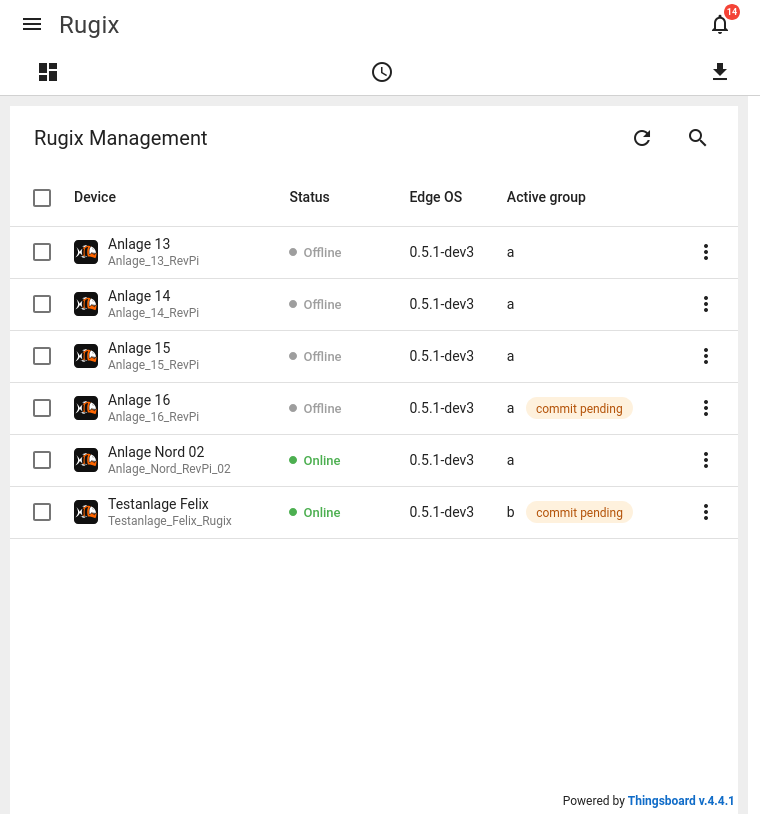 Rugix
14
Rugix Management
Device Status Edge OS Active group
Anlage 13
Anlage_13_RevPi
Offline 0.5.1-dev3 a
Anlage 14
Anlage_14_RevPi
Offline 0.5.1-dev3 a
Anlage 15
Anlage_15_RevPi
Offline 0.5.1-dev3 a
Anlage 16
Anlage_16_RevPi
Offline 0.5.1-dev3 a commit pending
Anlage Nord 02
Anlage_Nord_RevPi_02
Online 0.5.1-dev3 a
Testanlage Felix
Testanlage_Felix_Rugix
Online 0.5.1-dev3 b commit pending
Powered by Thingsboard v.4.4.1